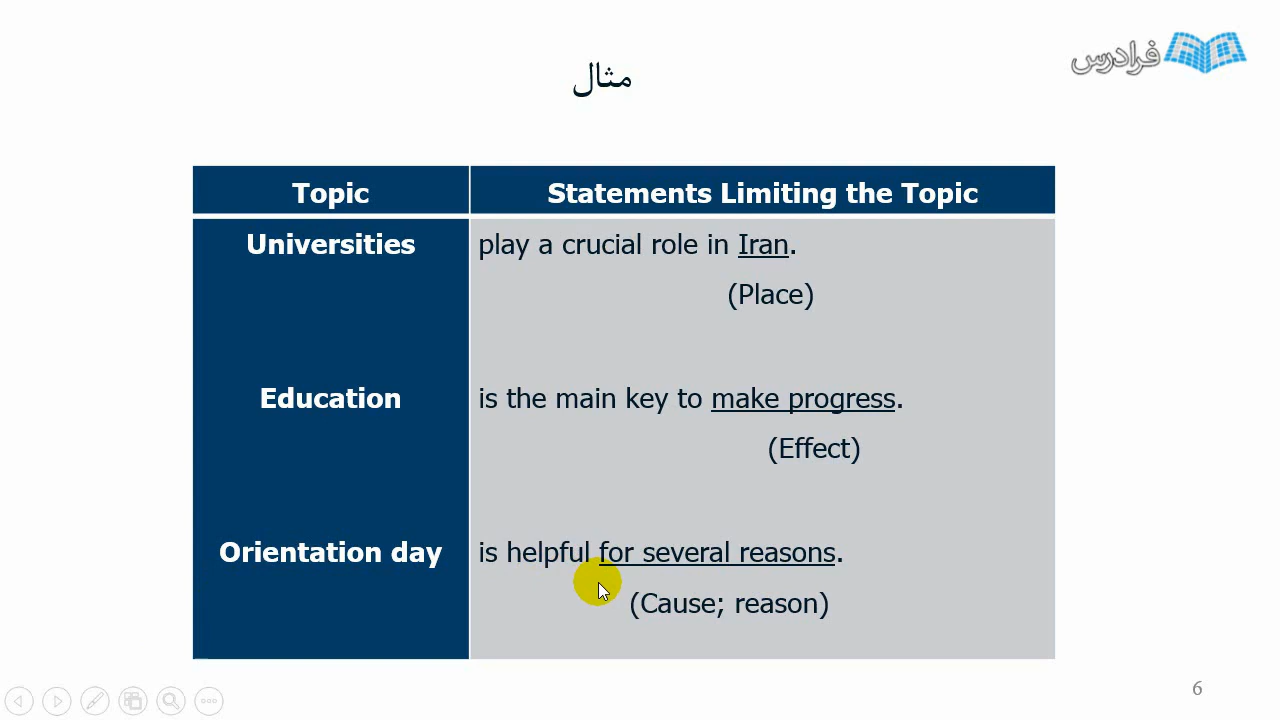 فرادرس
مثال
Topic
Statements Limiting the Topic
Universities
play a crucial role in Iran.
(Place)
Education
is the main key to make progress.
(Effect)
Orientation day
is helpful for several reasons.
(Cause; reason)
6